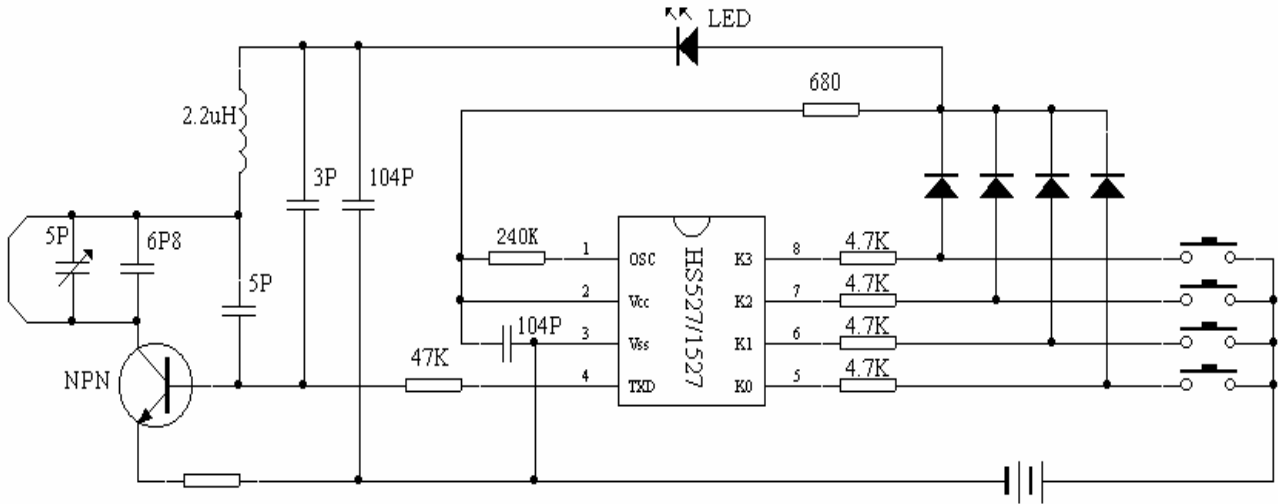 LED
680
2.2uH
3P
104P
5P
6P8
240K
1
OSC
K3
8
4.7K
5P
2
Vcc
K2
7
4.7K
104P
3
Vss
K1
6
4.7K
47K
4
TXD
K0
5
4.7K
HS527/1527
NPN